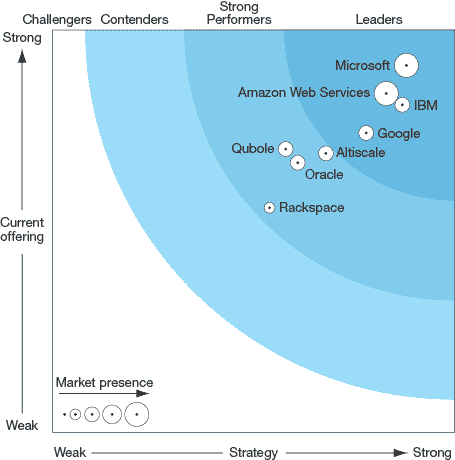 Challengers Contenders Strong Performers Leaders
Strong
Microsoft
Amazon Web Services
IBM
Google
Qubole
Altiscale
Oracle
Rackspace
Current
offering
Market presence
Weak
Weak Strategy Strong